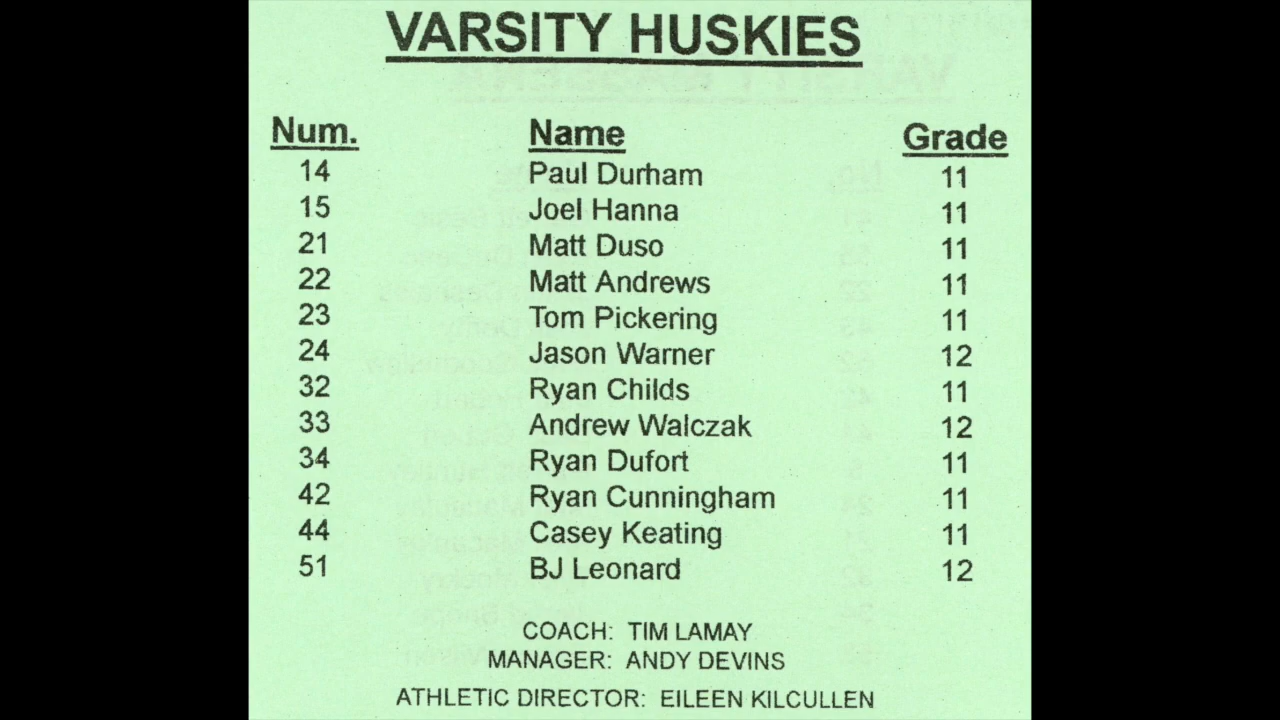 VARSITY HUSKIES
Num. Name Grade
14 Paul Durham 11
15 Joel Hanna 11
21 Matt Duso 11
22 Matt Andrews 11
23 Tom Pickering 11
24 Jason Warner 12
32 Ryan Childs 11
33 Andrew Walczak 12
34 Ryan Dufort 11
42 Ryan Cunningham 11
44 Casey Keating 11
51 BJ Leonard 12
COACH: TIM LAMAY
MANAGER: ANDY DEVINS
ATHLETIC DIRECTOR: EILEEN KILCULLEN